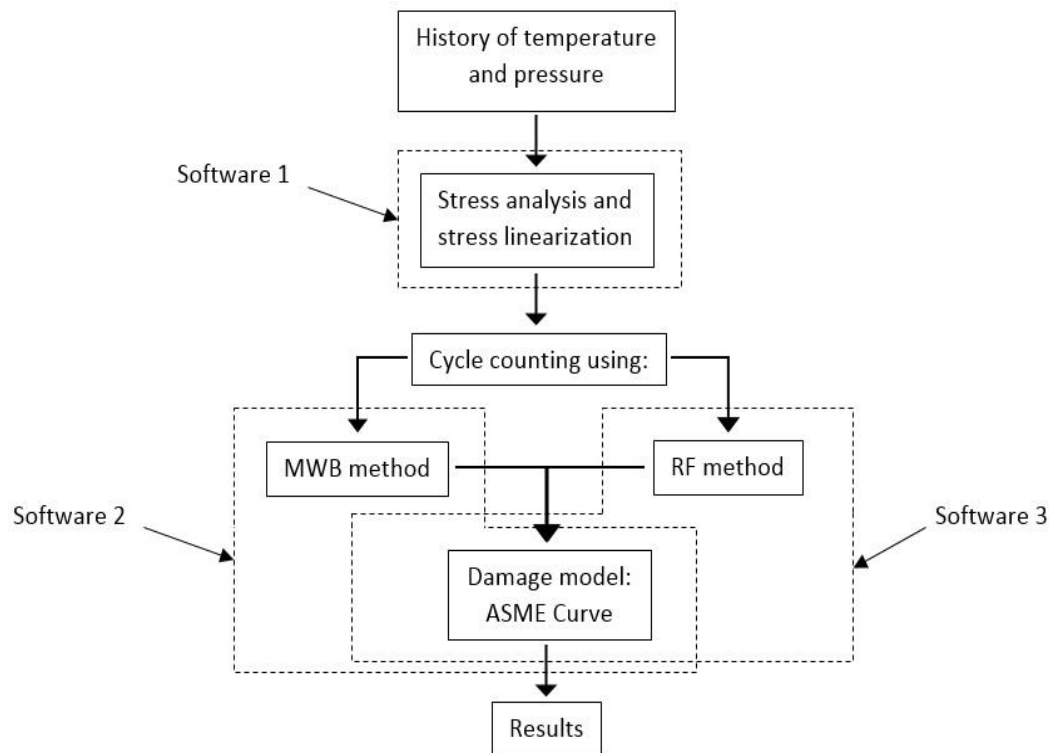 History of temperature
and pressure
Software 1
Stress analysis and
stress linearization
Cycle counting using:
MWB method
RF method
Software 2
Software 3
Damage model:
ASME Curve
Results